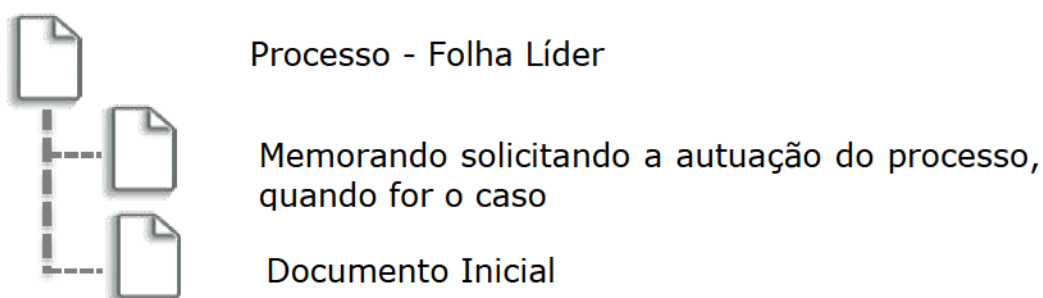 Processo - Folha Líder
Memorando solicitando a autuação do processo,
quando for o caso
Documento Inicial